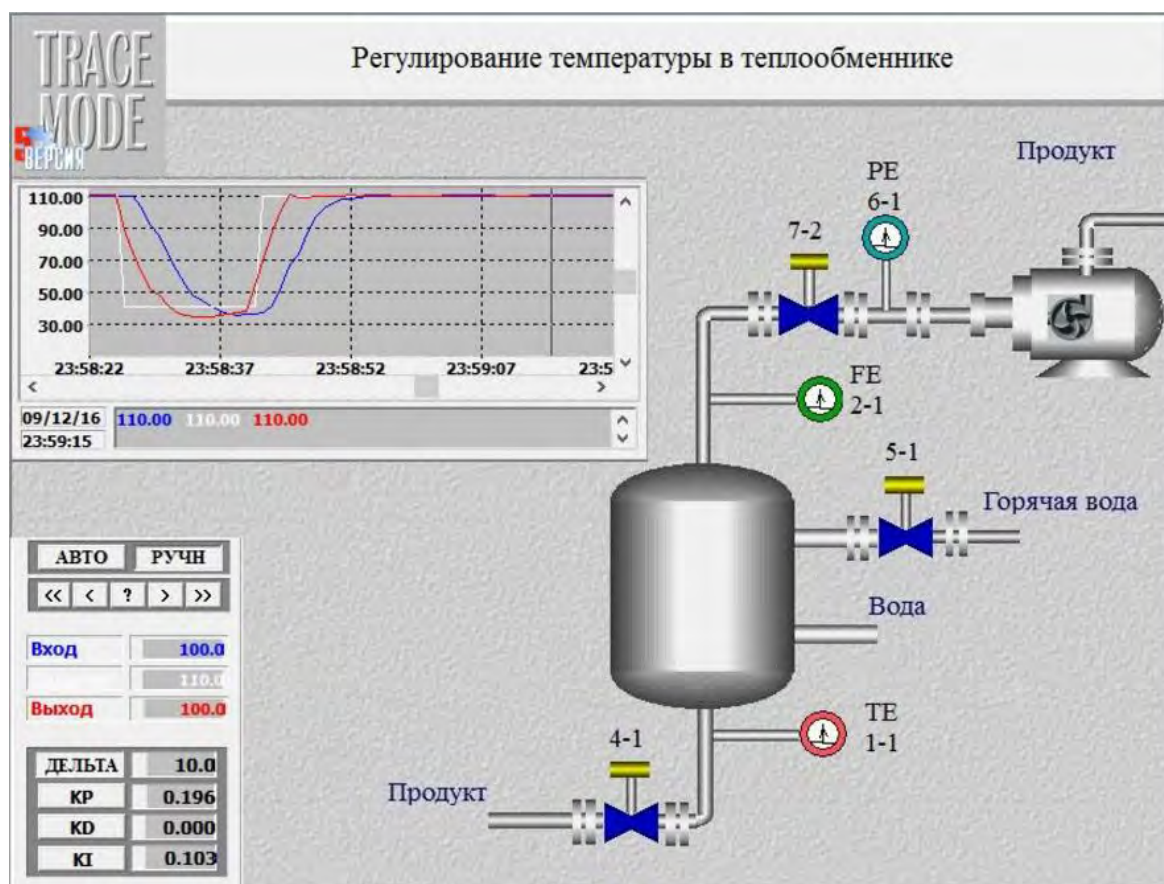 TRACE
MODE
5 ВЕРСИЯ
Регулирование температуры в теплообменнике
110.00
90.00
70.00
50.00
30.00
23:58:22 23:58:37 23:58:52 23:59:07 23:5
<
>
09/12/16 110.00 110.00 110.00
23:59:15
Продукт
PE
6-1
7-2
FE
2-1
5-1
Горячая вода
Вода
TE
1-1
4-1
Продукт
АВТО РУЧН
<< < ? > >>
Вход 100.0
110.0
Выход 100.0
ДЕЛЬТА 10.0
KP 0.196
KD 0.000
KI 0.103